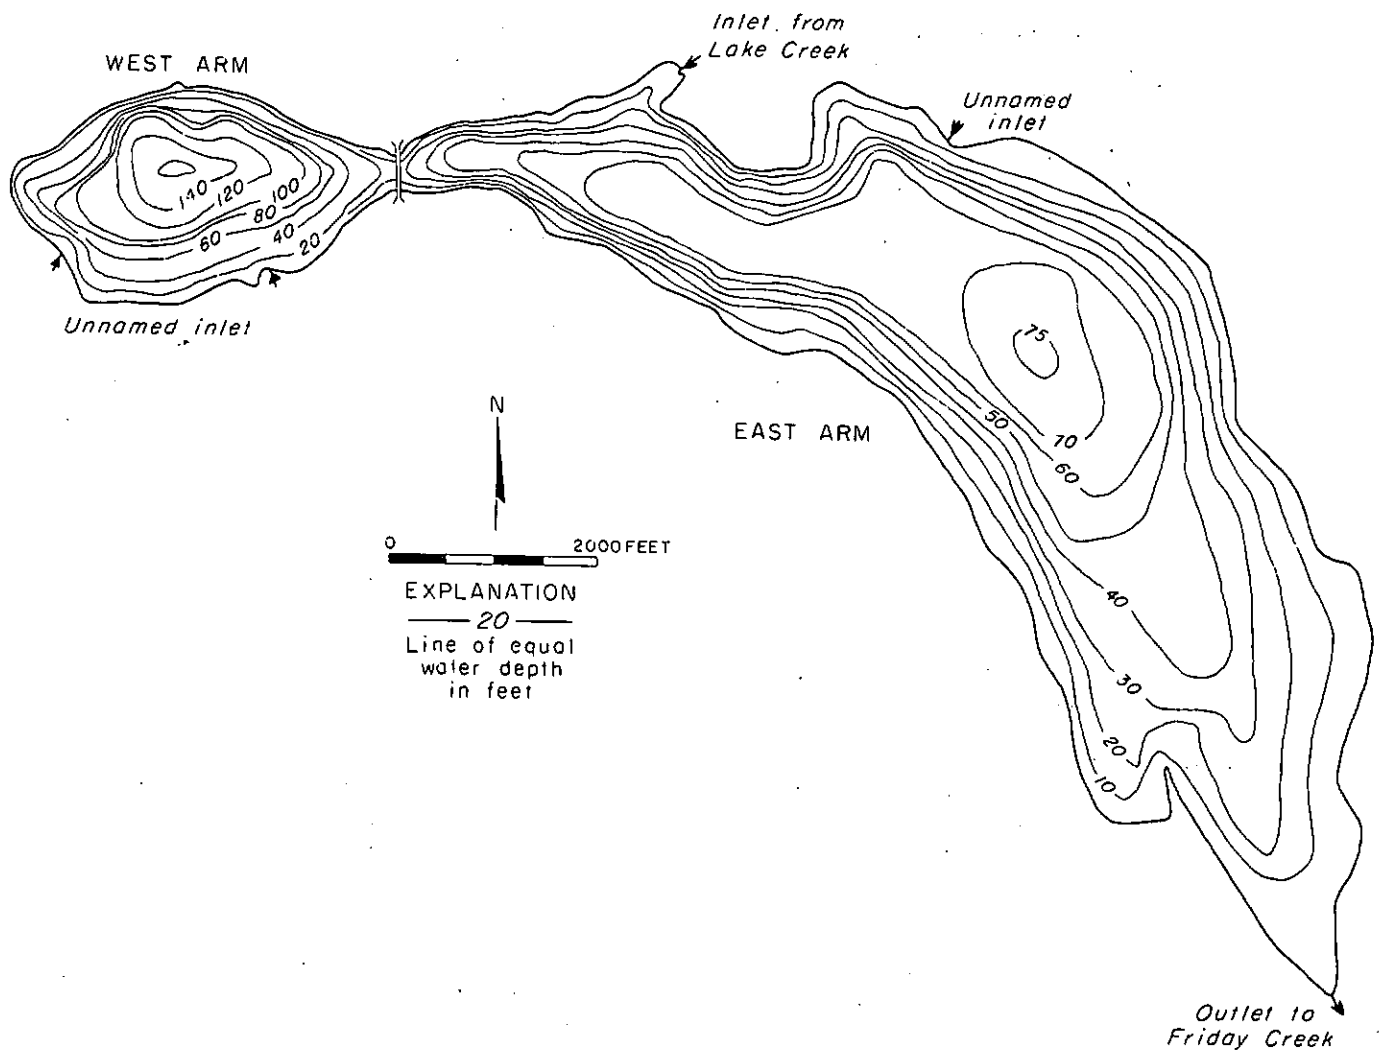 Inlet from
Lake Creek
WEST ARM
Unnamed
inlet
140
120
100
80
60
40
20
Unnamed inlet
75
N
50
EAST ARM
70
60
0
2000 FEET
EXPLANATION
20
Line of equal
water depth
in feet
40
30
20
10
Outlet to
Friday Creek